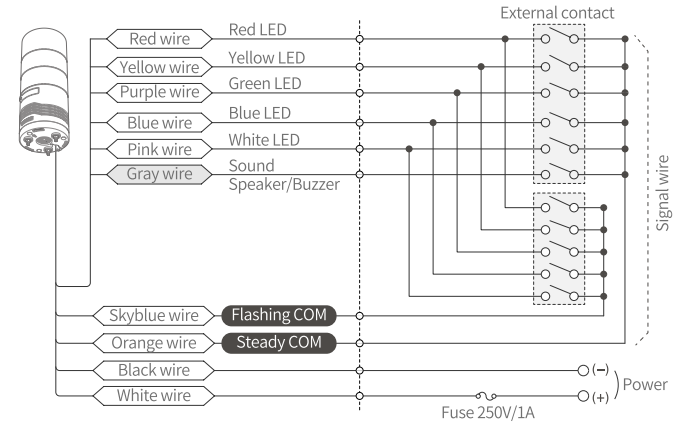 External contact
Red wire
Red LED
Yellow wire
Yellow LED
Purple wire
Green LED
Blue wire
Blue LED
Pink wire
White LED
Gray wire
Sound
Speaker/Buzzer
Signal wire
Skyblue wire
Flashing COM
Orange wire
Steady COM
Black wire
(−)
White wire
(+)
Power
Fuse 250V/1A